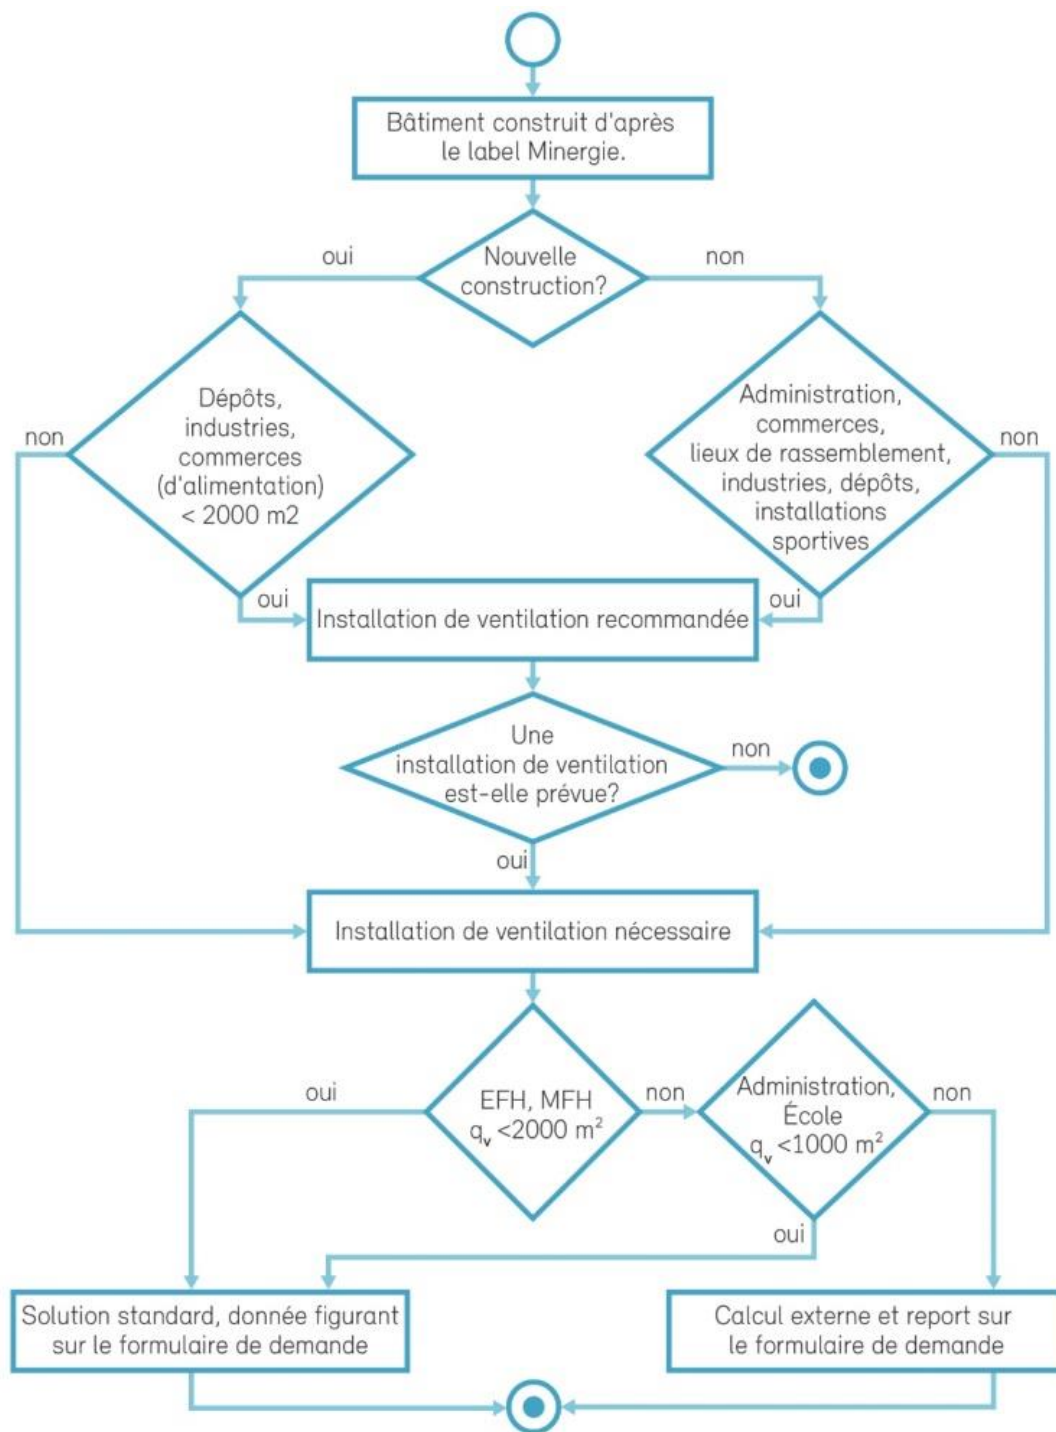 Bâtiment construit d'après
le label Minergie.
oui
Nouvelle
construction?
non
non
Dépôts,
industries,
commerces
(d'alimentation)
< 2000 m2
Administration,
commerces,
lieux de rassemblement,
industries, dépôts,
installations
sportives
non
oui
Installation de ventilation recommandée
oui
Une
installation de ventilation
est-elle prévue?
non
oui
Installation de ventilation nécessaire
oui
EFH, MFH
qᵥ <2000 m²
non
Administration,
École
qᵥ <1000 m²
non
oui
Solution standard, donnée figurant
sur le formulaire de demande
Calcul externe et report sur
le formulaire de demande